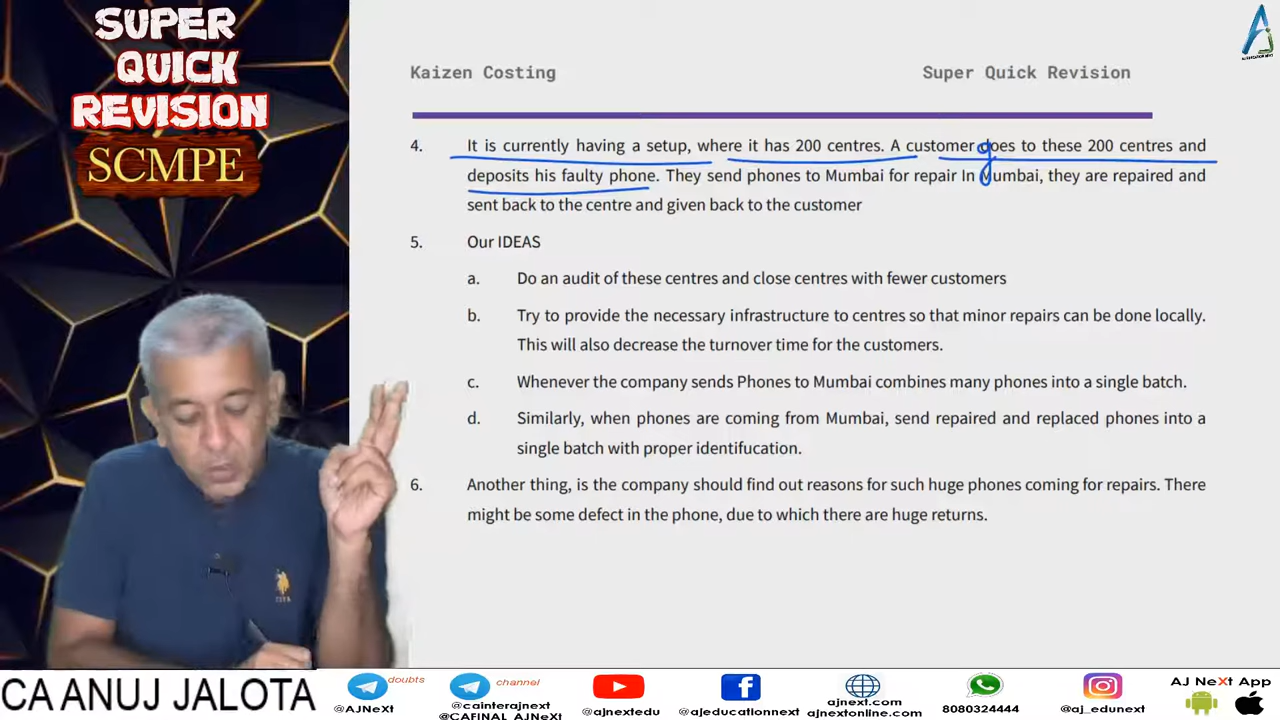 SUPER
QUICK
REVISION
SCMPE
Kaizen Costing
Super Quick Revision
4. It is currently having a setup, where it has 200 centres. A customer goes to these 200 centres and
deposits his faulty phone. They send phones to Mumbai for repair In Mumbai, they are repaired and
sent back to the centre and given back to the customer
5. Our IDEAS
a. Do an audit of these centres and close centres with fewer customers
b. Try to provide the necessary infrastructure to centres so that minor repairs can be done locally.
This will also decrease the turnover time for the customers.
c. Whenever the company sends Phones to Mumbai combines many phones into a single batch.
d. Similarly, when phones are coming from Mumbai, send repaired and replaced phones into a
single batch with proper identifucation.
6. Another thing, is the company should find out reasons for such huge phones coming for repairs. There
might be some defect in the phone, due to which there are huge returns.
CA ANUJ JALOTA
doubts
@AJNeXt
channel
@cainterajnext
@CAFINAL_AJNeXt
@ajnextedu
@ajeducationnext
ajnext.com
ajnextonline.com
8080324444
@aj_edunext
AJ NeXt App